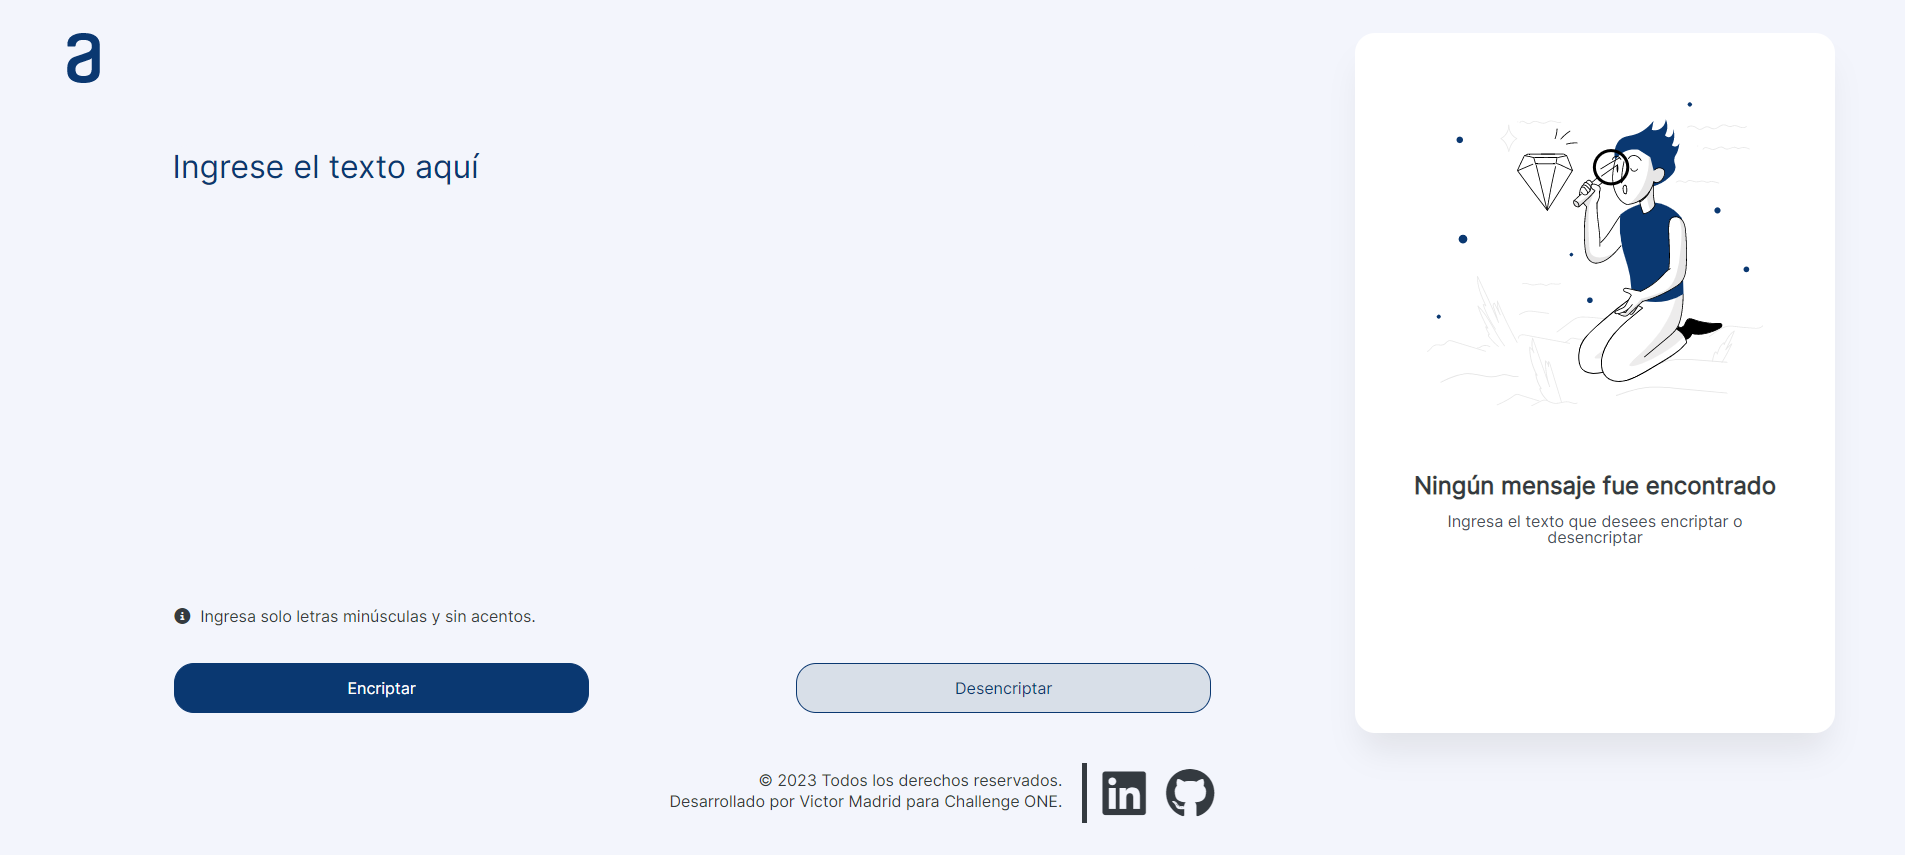 a
Ingrese el texto aquí
Ingresa solo letras minúsculas y sin acentos.
Encriptar
Desencriptar
Ningún mensaje fue encontrado
Ingresa el texto que desees encriptar o
desencriptar
© 2023 Todos los derechos reservados.
Desarrollado por Victor Madrid para Challenge ONE.
in